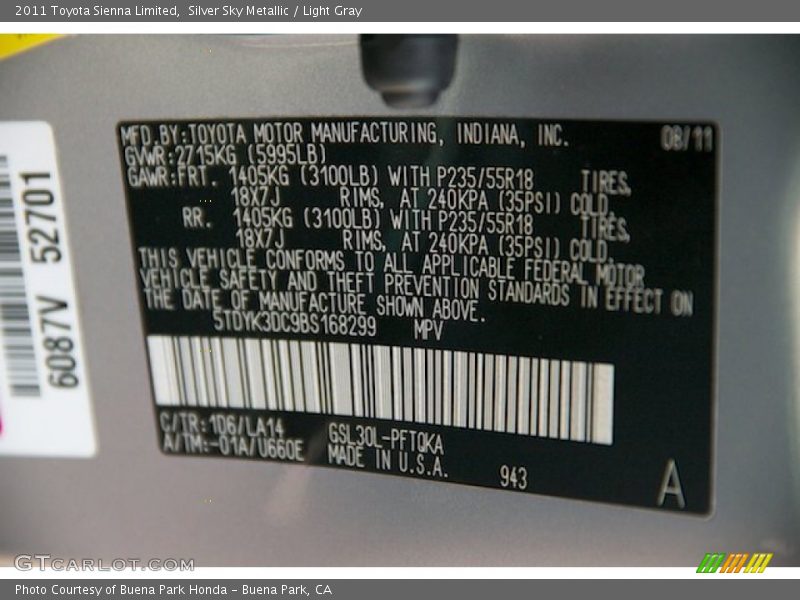 2011 Toyota Sienna Limited,  Silver Sky Metallic / Light Gray
MFD.BY:TOYOTA MOTOR MANUFACTURING, INDIANA, INC. 08/11
GVWR:2715KG (5995LB)
GAWR:FRT. 1405KG (3100LB) WITH P235/55R18 TIRES,
18X7J RIMS, AT 240KPA (35PSI) COLD.
RR. 1405KG (3100LB) WITH P235/55R18 TIRES,
18X7J RIMS, AT 240KPA (35PSI) COLD.
THIS VEHICLE CONFORMS TO ALL APPLICABLE FEDERAL MOTOR
VEHICLE SAFETY AND THEFT PREVENTION STANDARDS IN EFFECT ON
THE DATE OF MANUFACTURE SHOWN ABOVE.
5TDYK3DC9BS168299 MPV
C/TR:1D6/LA14 GSL30L-PFTQKA
A/TM:-01A/U660E MADE IN U.S.A. 943 A
6087V 52701
GTCARLOT.COM
Photo Courtesy of Buena Park Honda - Buena Park, CA